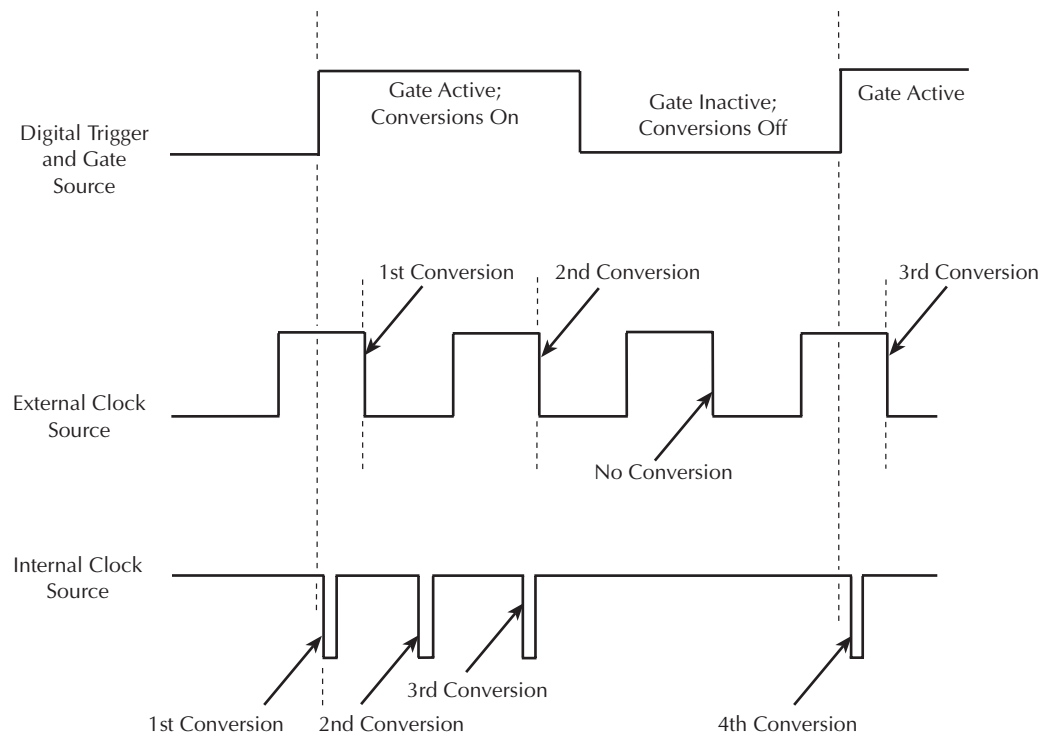 Gate Active;
Conversions On
Gate Inactive;
Conversions Off
Gate Active
Digital Trigger
and Gate
Source
1st Conversion
2nd Conversion
3rd Conversion
External Clock
Source
No Conversion
Internal Clock
Source
1st Conversion
2nd Conversion
3rd Conversion
4th Conversion